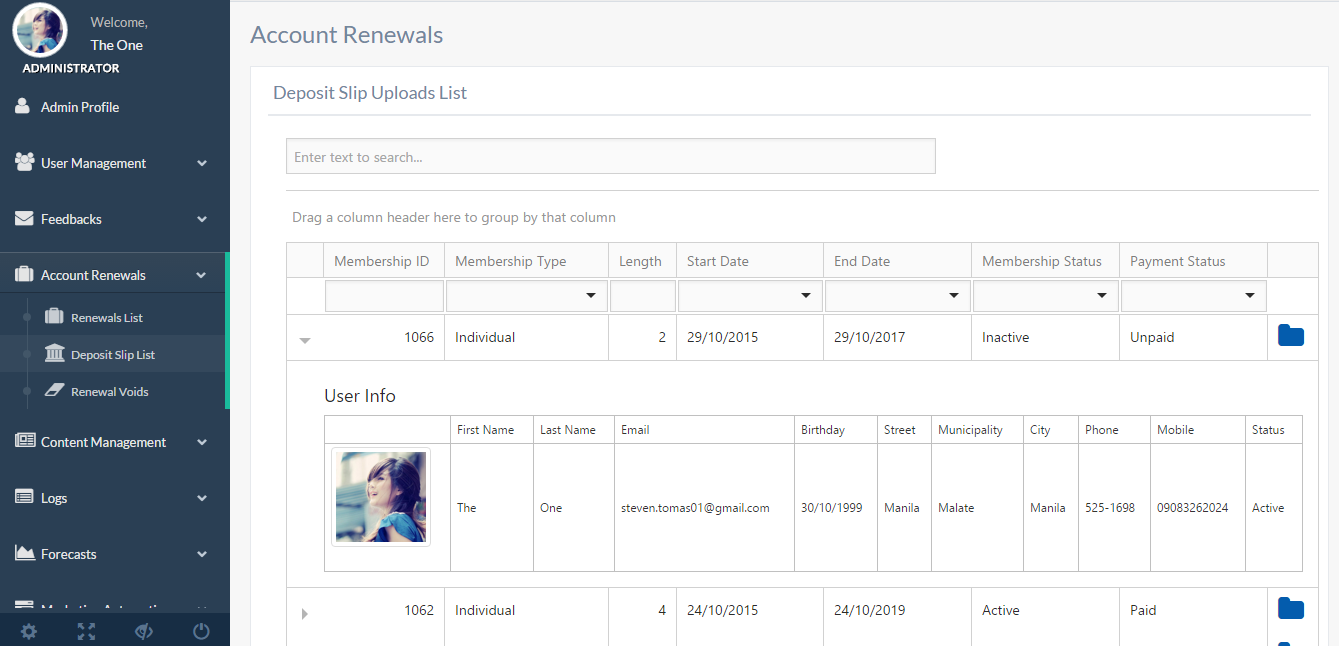 Welcome,
The One
ADMINISTRATOR
Admin Profile
User Management
Feedbacks
Account Renewals
Renewals List
Deposit Slip List
Renewal Voids
Content Management
Logs
Forecasts
Account Renewals
Deposit Slip Uploads List
Enter text to search...
Drag a column header here to group by that column
Membership ID Membership Type Length Start Date End Date Membership Status Payment Status
1066 Individual 2 29/10/2015 29/10/2017 Inactive Unpaid
User Info
First Name Last Name Email Birthday Street Municipality City Phone Mobile Status
The One steven.tomas01@gmail.com 30/10/1999 Manila Malate Manila 525-1698 09083262024 Active
1062 Individual 4 24/10/2015 24/10/2019 Active Paid